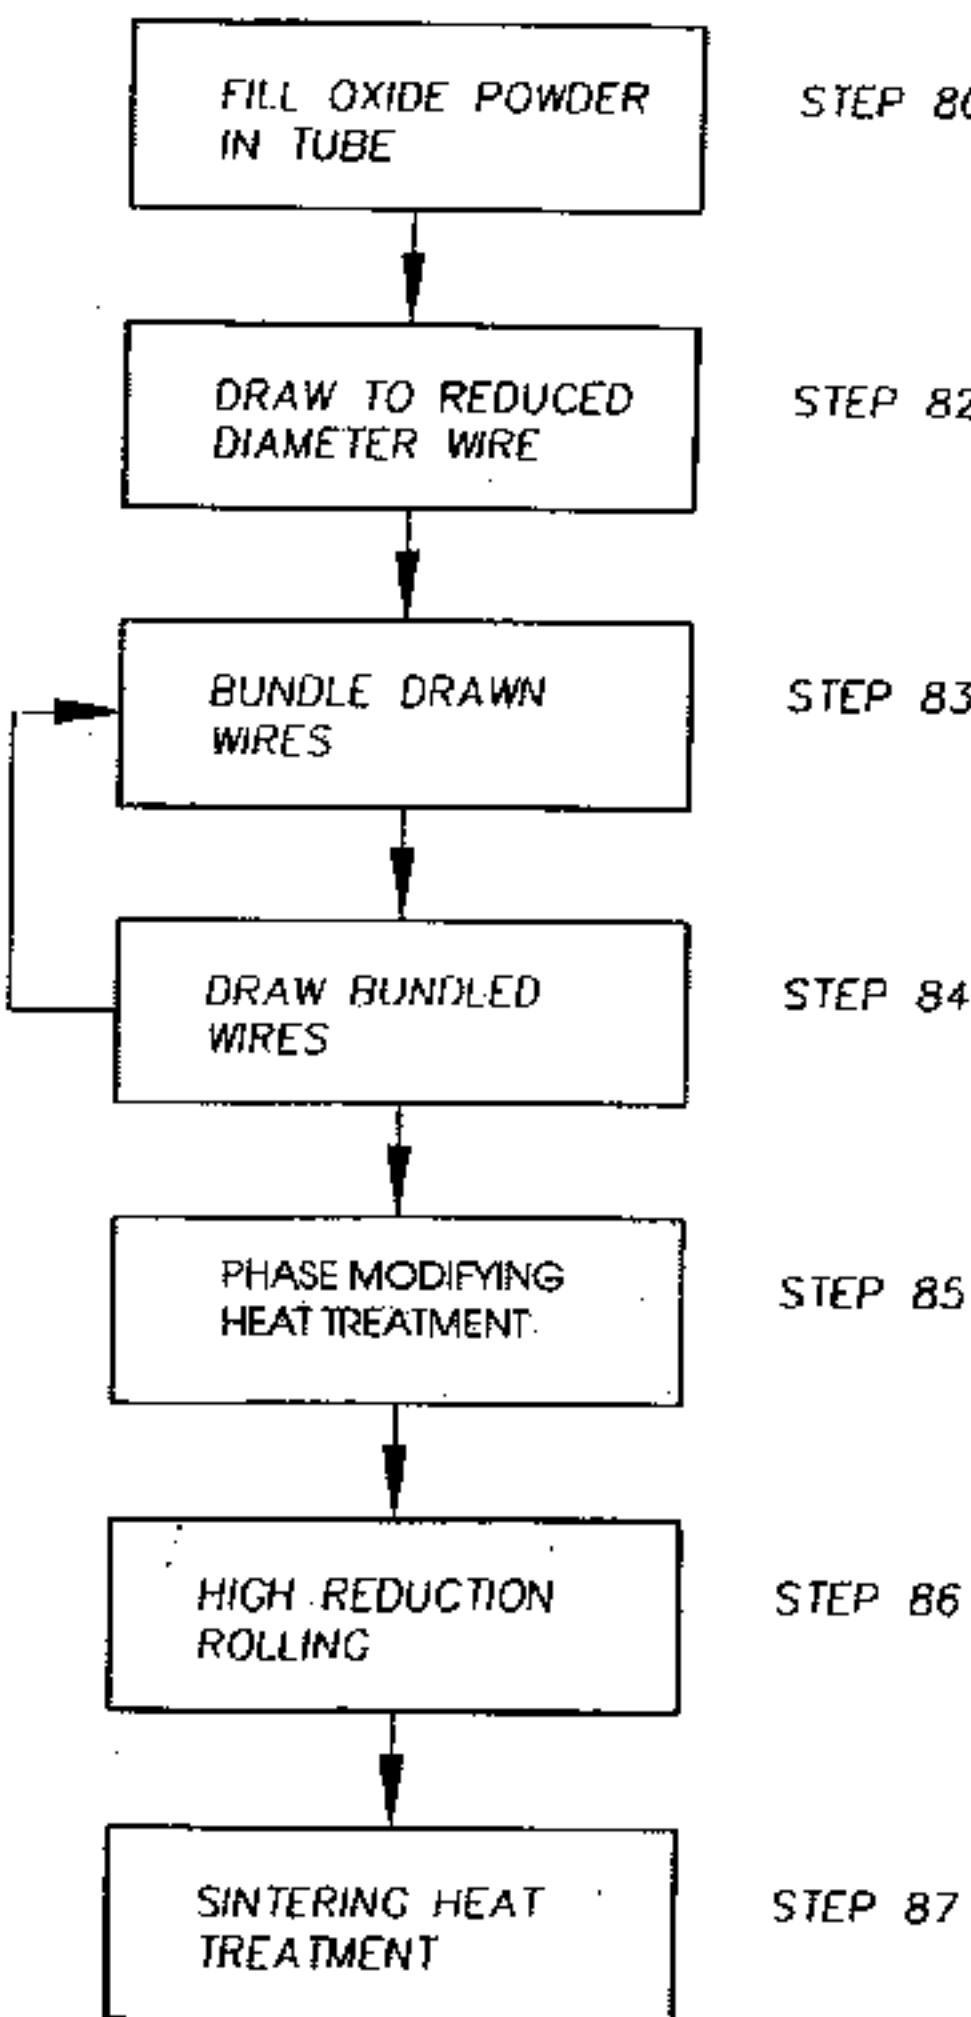 FILL OXIDE POWDER
IN TUBE
STEP 80
DRAW TO REDUCED
DIAMETER WIRE
STEP 82
BUNDLE DRAWN
WIRES
STEP 83
DRAW BUNDLED
WIRES
STEP 84
PHASE MODIFYING
HEAT TREATMENT
STEP 85
HIGH REDUCTION
ROLLING
STEP 86
SINTERING HEAT
TREATMENT
STEP 87